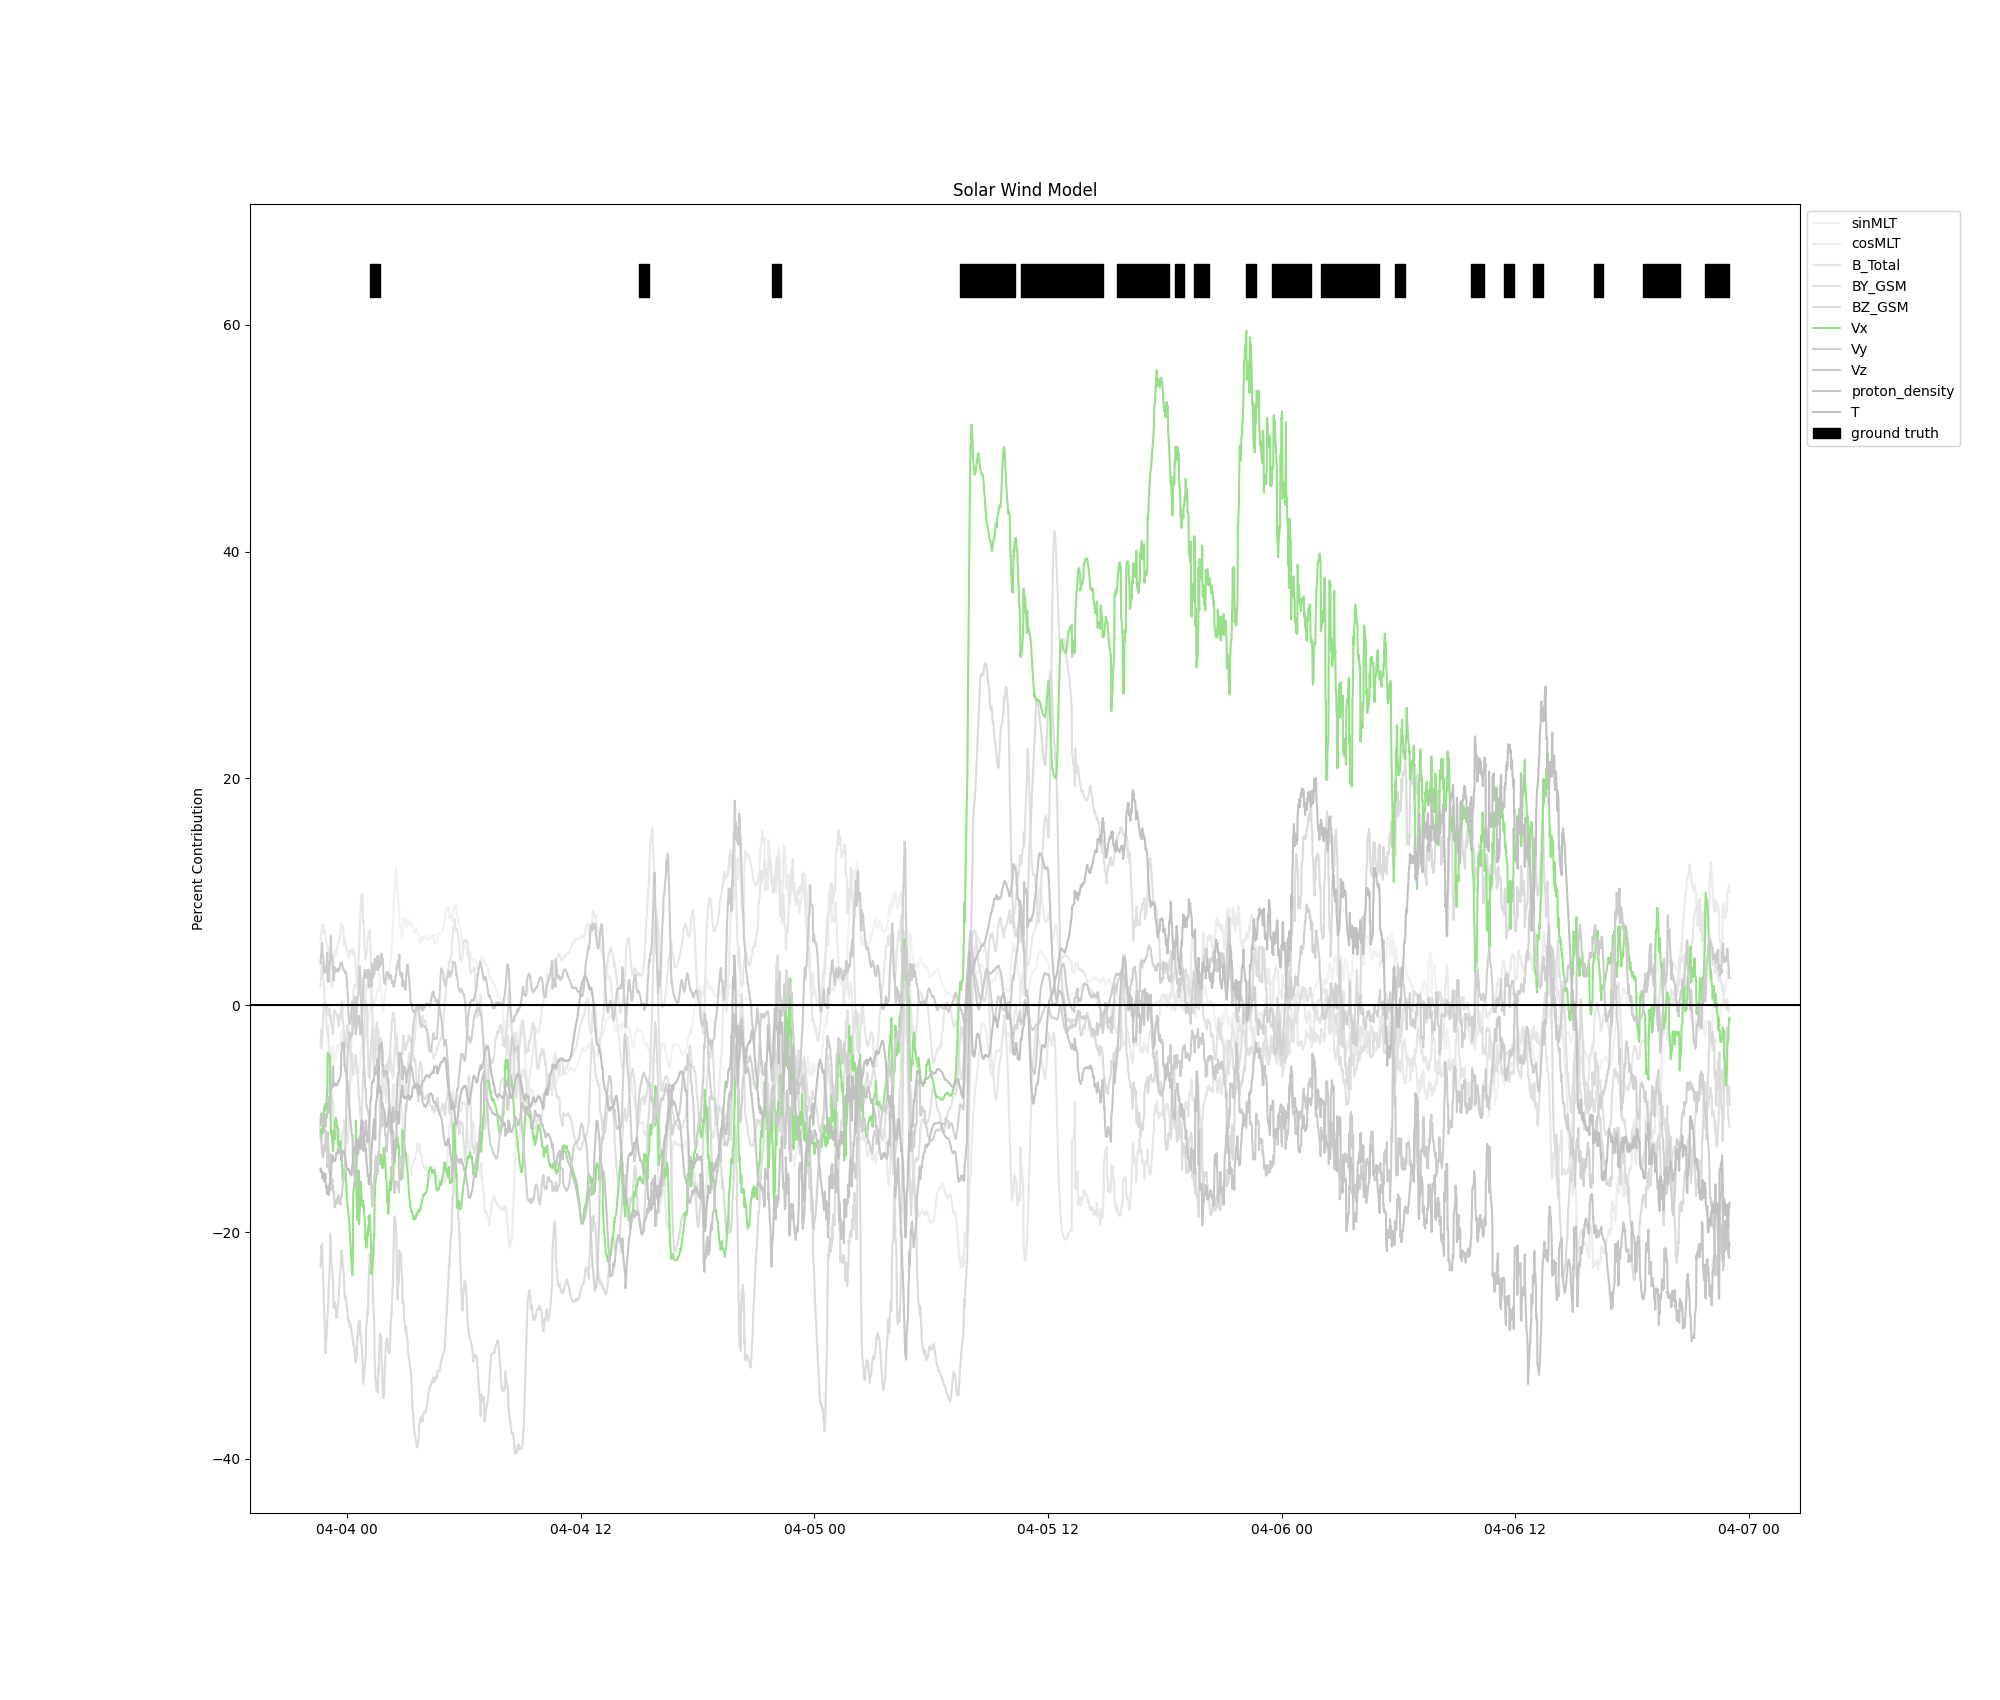 Solar Wind Model
sinMLT
cosMLT
B_Total
BY_GSM
BZ_GSM
Vx
Vy
Vz
proton_density
T
ground truth
Percent Contribution
60
40
20
0
−20
−40
04-04 00
04-04 12
04-05 00
04-05 12
04-06 00
04-06 12
04-07 00